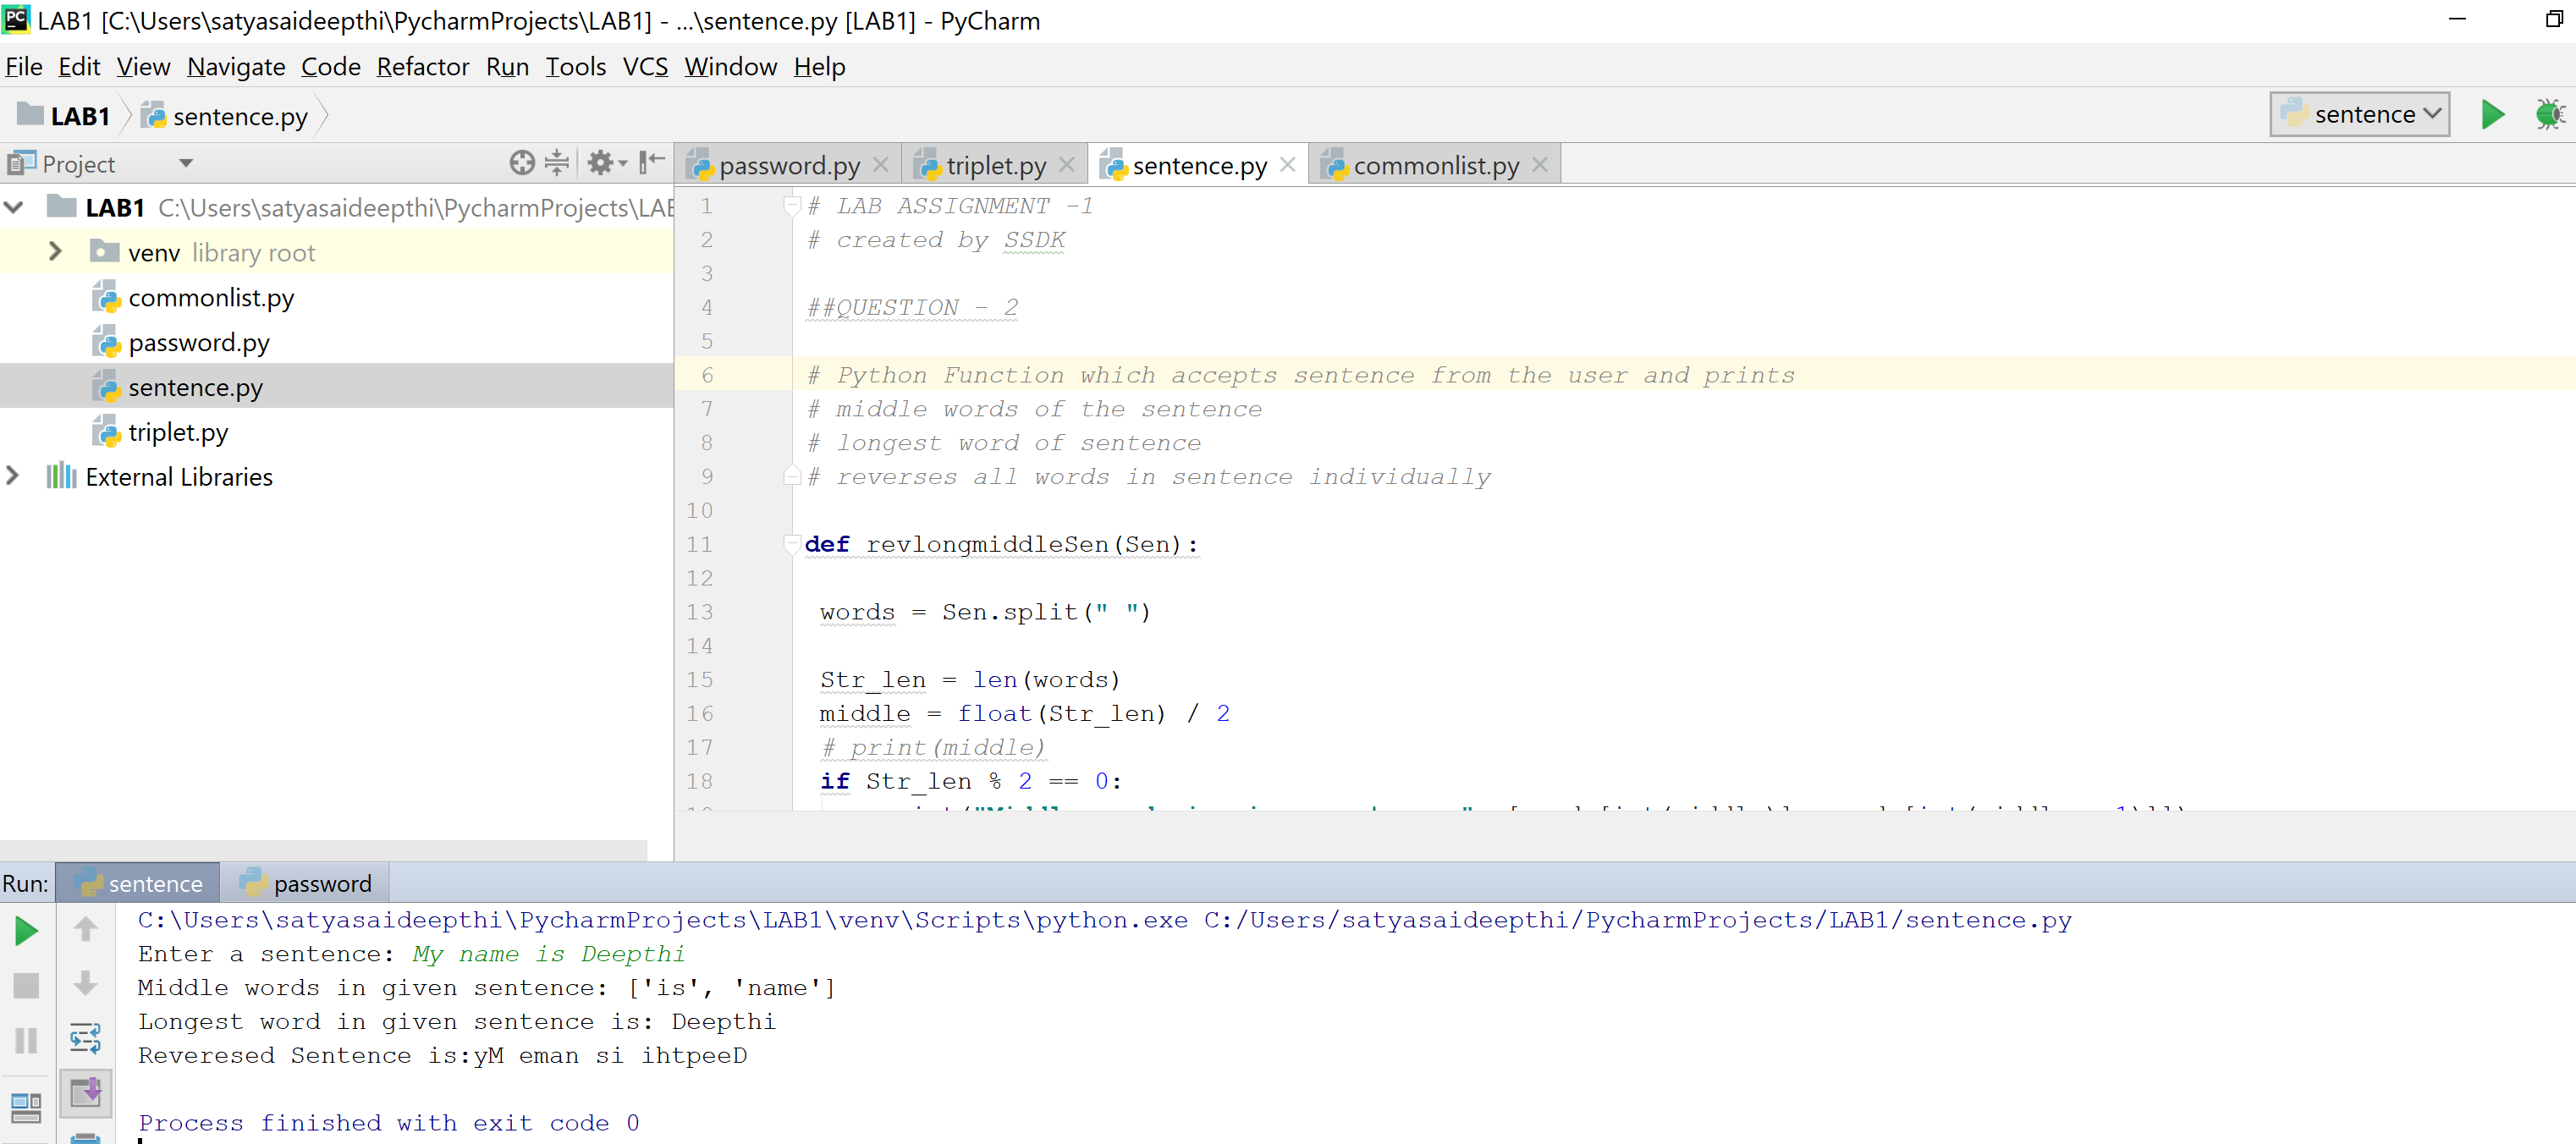 LAB1 [C:\Users\satyasaideepthi\PycharmProjects\LAB1] - ...\sentence.py [LAB1] - PyCharm
File Edit View Navigate Code Refactor Run Tools VCS Window Help
LAB1 sentence.py sentence
Project password.py triplet.py sentence.py commonlist.py
LAB1 C:\Users\satyasaideepthi\PycharmProjects\LAB
venv library root
commonlist.py
password.py
sentence.py
triplet.py
External Libraries
1 # LAB ASSIGNMENT -1
2 # created by SSDK
3
4 ##QUESTION - 2
5
6 # Python Function which accepts sentence from the user and prints
7 # middle words of the sentence
8 # longest word of sentence
9 # reverses all words in sentence individually
10
11 def revlongmiddleSen(Sen):
12
13 words = Sen.split(" ")
14
15 Str_len = len(words)
16 middle = float(Str_len) / 2
17 # print(middle)
18 if Str_len % 2 == 0:
Run: sentence password
C:\Users\satyasaideepthi\PycharmProjects\LAB1\venv\Scripts\python.exe C:/Users/satyasaideepthi/PycharmProjects/LAB1/sentence.py
Enter a sentence: My name is Deepthi
Middle words in given sentence: ['is', 'name']
Longest word in given sentence is: Deepthi
Reveresed Sentence is:yM eman si ihtpeeD
Process finished with exit code 0